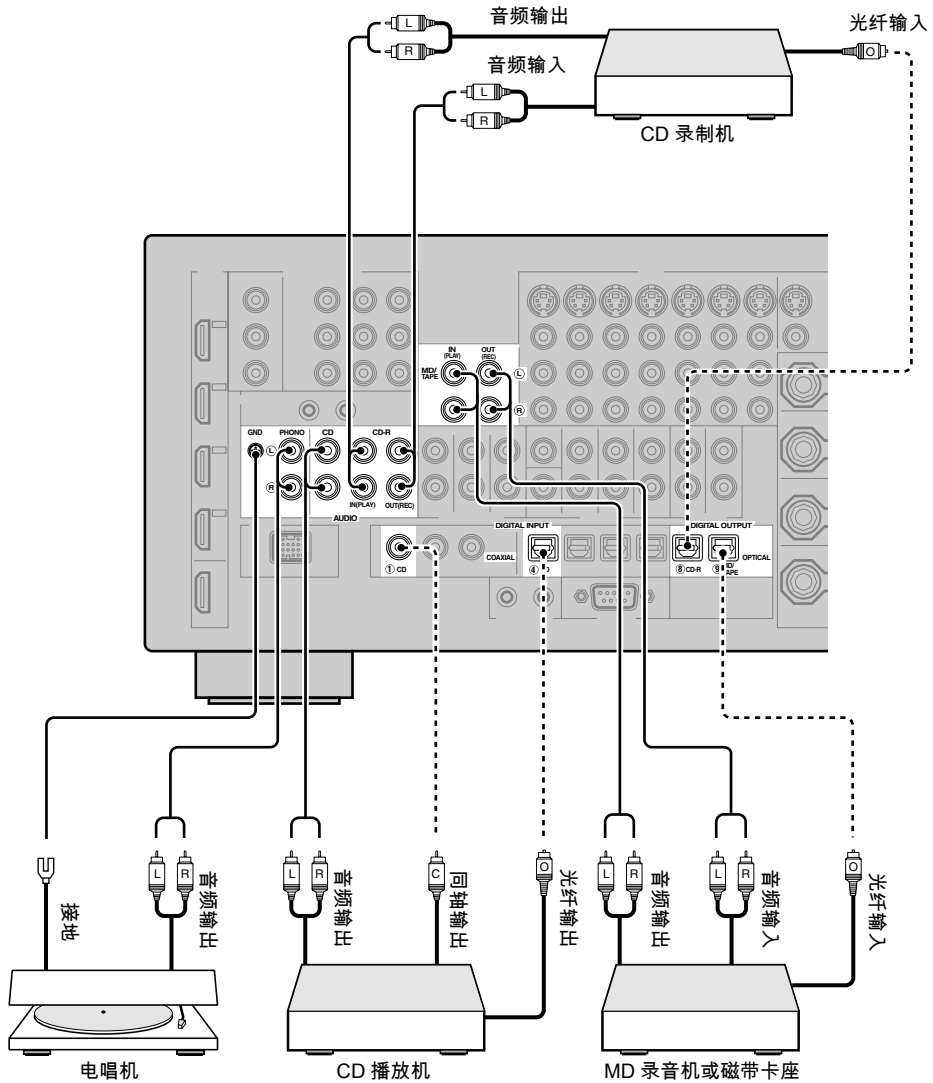 音频输出
光纤输入
L
R
音频输入
L
R
O
CD 录制机
IN
(PLAY)
OUT
(REC)
MD/
TAPE
L
R
GND
PHONO
CD
CD-R
L
R
IN(PLAY)
OUT(REC)
AUDIO
DIGITAL INPUT
DIGITAL OUTPUT
COAXIAL
OPTICAL
① CD
④
⑧ CD-R
⑨
接地
L
R
音频输出
L
R
音频输出
C
同轴输出
O
光纤输出
L
R
音频输出
L
R
音频输入
O
光纤输入
电唱机
CD 播放机
MD 录音机或磁带卡座